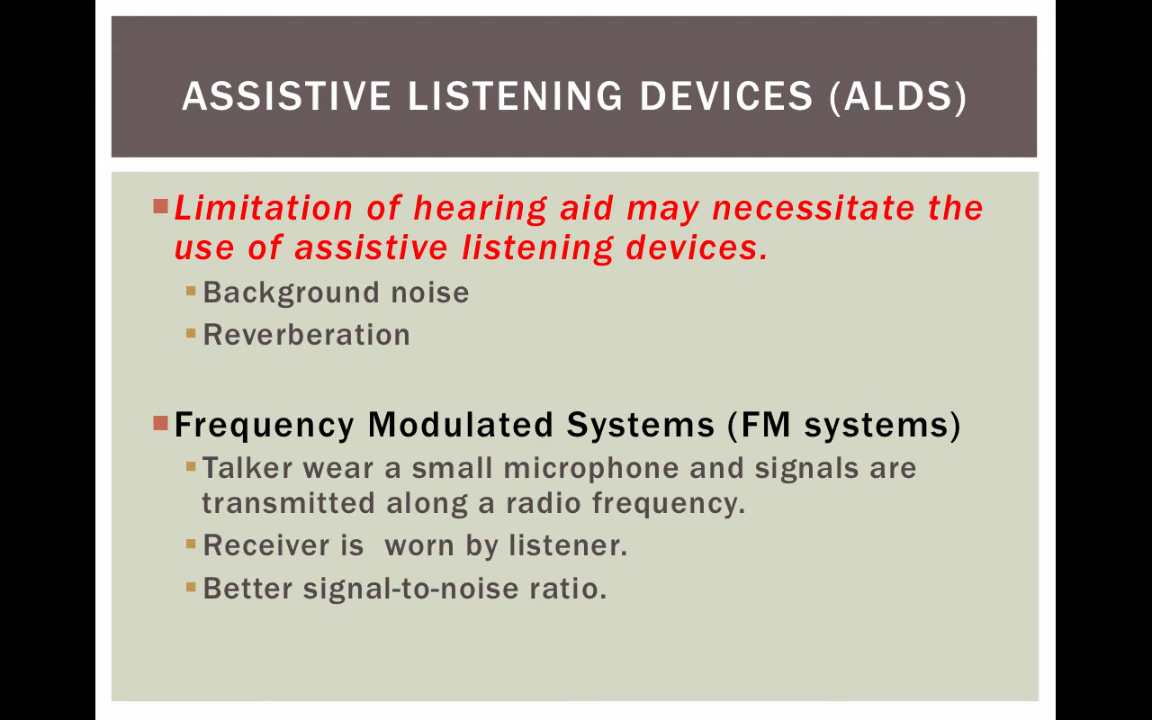 ASSISTIVE LISTENING DEVICES (ALDS)
Limitation of hearing aid may necessitate the
use of assistive listening devices.
Background noise
Reverberation
Frequency Modulated Systems (FM systems)
Talker wear a small microphone and signals are
transmitted along a radio frequency.
Receiver is  worn by listener.
Better signal-to-noise ratio.